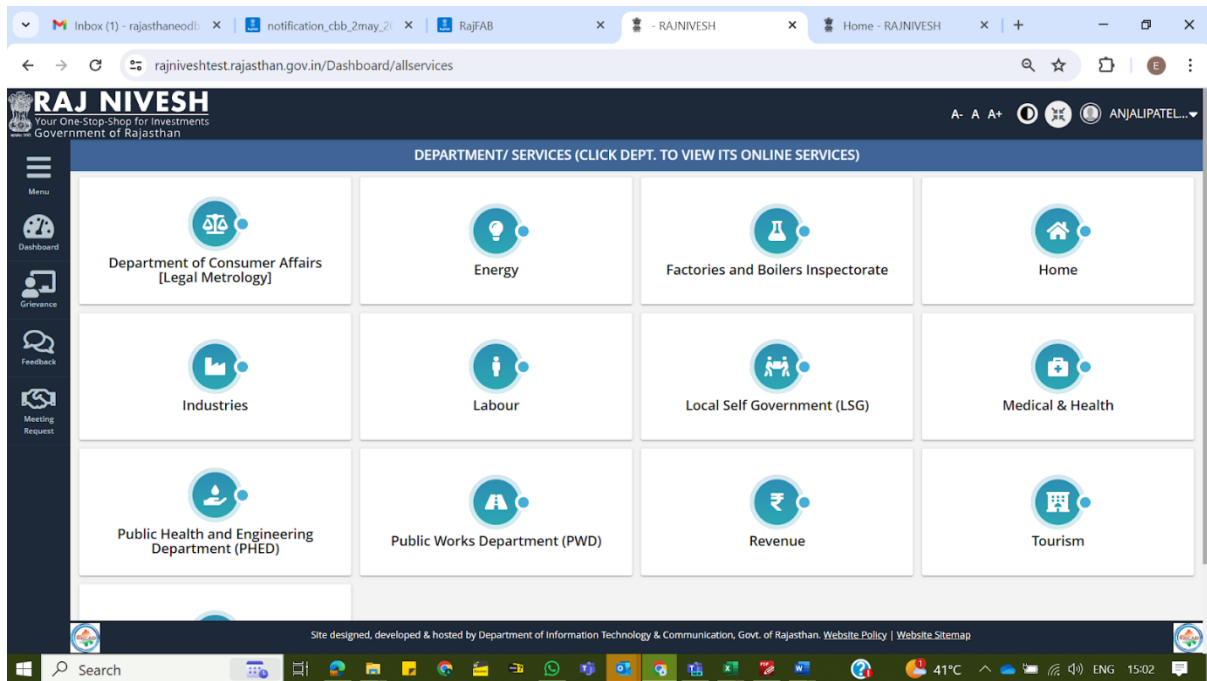 Inbox (1) - rajasthaneodb
notification_cbb_2may_2
RajFAB
- RAJNIVESH
Home - RAJNIVESH
rajniveshtest.rajasthan.gov.in/Dashboard/allservices
E
RAJ NIVESH
Your One-Stop-Shop for Investments
Government of Rajasthan
A- A A+
ANJALIPATEL...
DEPARTMENT/ SERVICES (CLICK DEPT. TO VIEW ITS ONLINE SERVICES)
Menu
Dashboard
Grievance
Feedback
Meeting
Request
Department of Consumer Affairs
[Legal Metrology]
Energy
Factories and Boilers Inspectorate
Home
Industries
Labour
Local Self Government (LSG)
Medical & Health
Public Health and Engineering
Department (PHED)
Public Works Department (PWD)
Revenue
Tourism
Site designed, developed & hosted by Department of Information Technology & Communication, Govt. of Rajasthan. Website Policy | Website Sitemap
Search
41°C
ENG
15:02